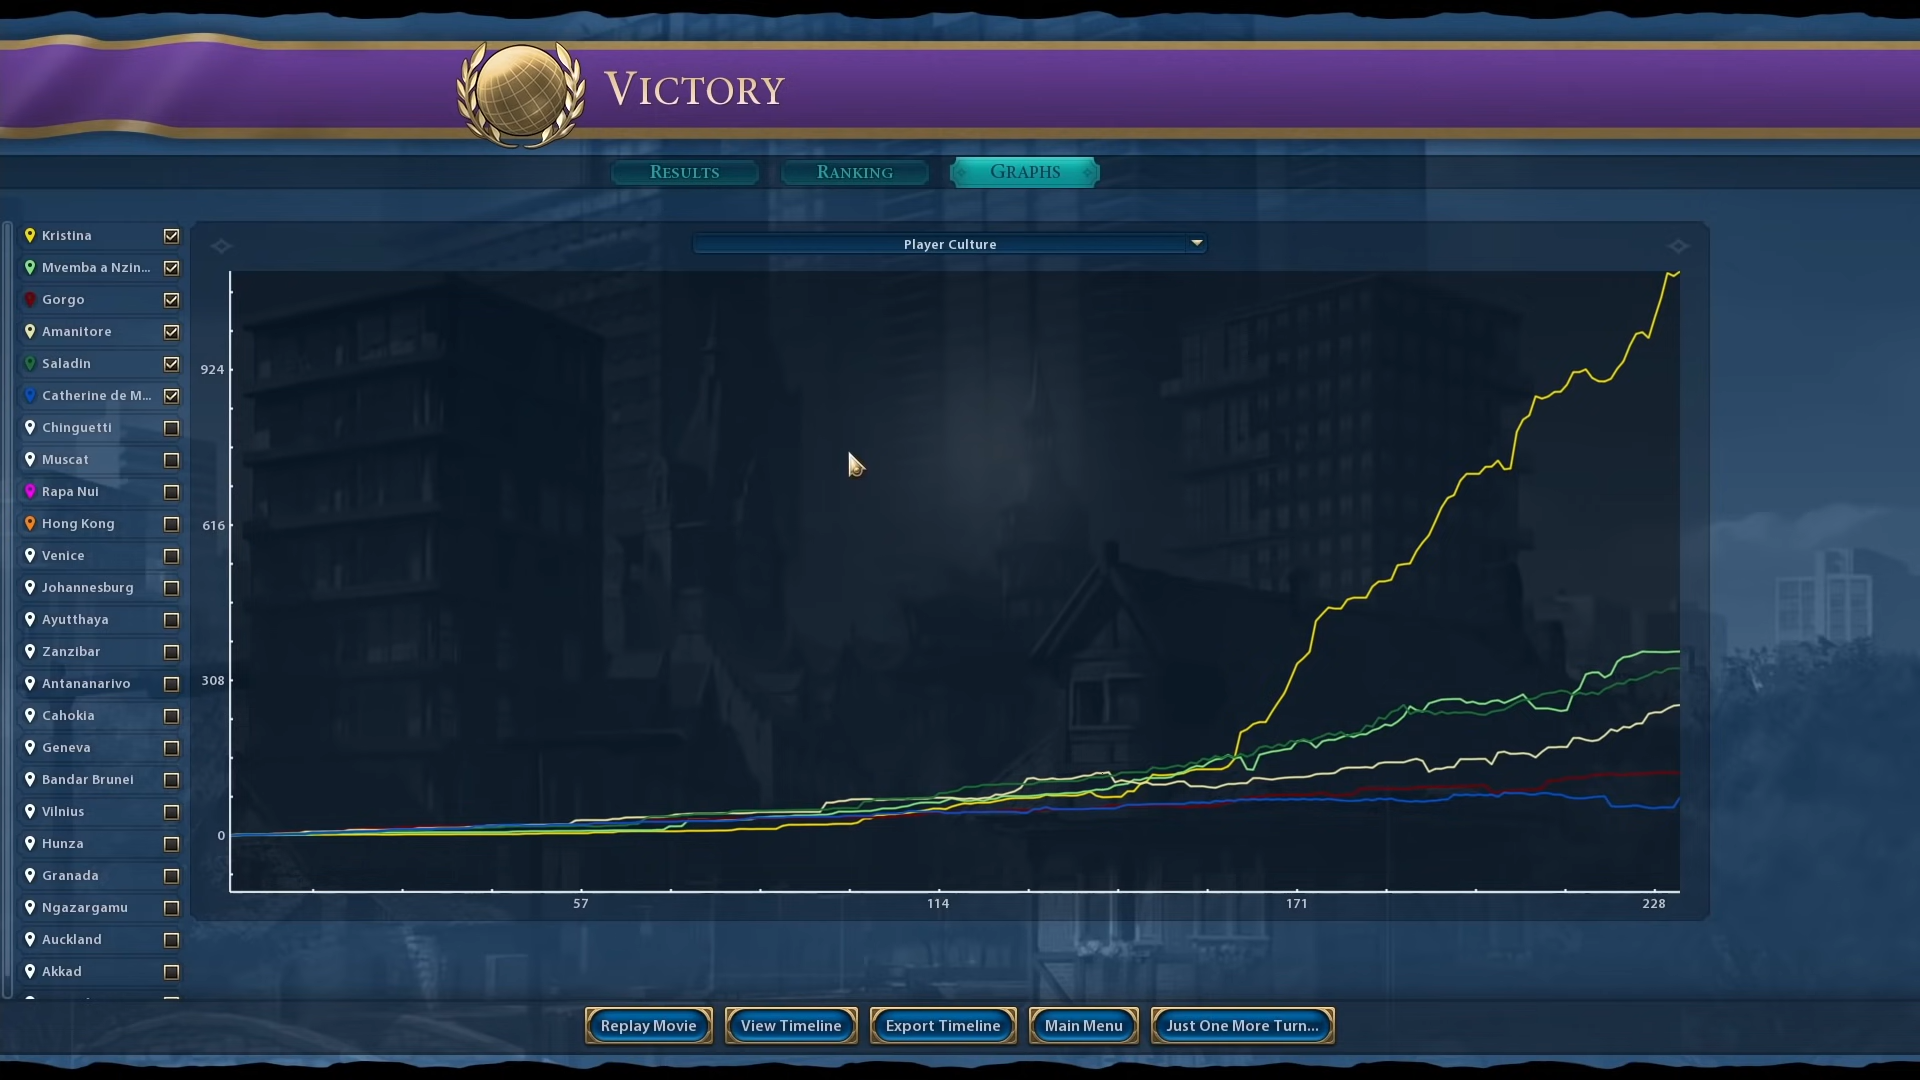 VICTORY
RESULTS
RANKING
GRAPHS
Kristina
Mvemba a Nzin...
Gorgo
Amanitore
Saladin
Catherine de M...
Chinguetti
Muscat
Rapa Nui
Hong Kong
Venice
Johannesburg
Ayutthaya
Zanzibar
Antananarivo
Cahokia
Geneva
Bandar Brunei
Vilnius
Hunza
Granada
Ngazargamu
Auckland
Akkad
Player Culture
924
616
308
0
57
114
171
228
Replay Movie
View Timeline
Export Timeline
Main Menu
Just One More Turn...